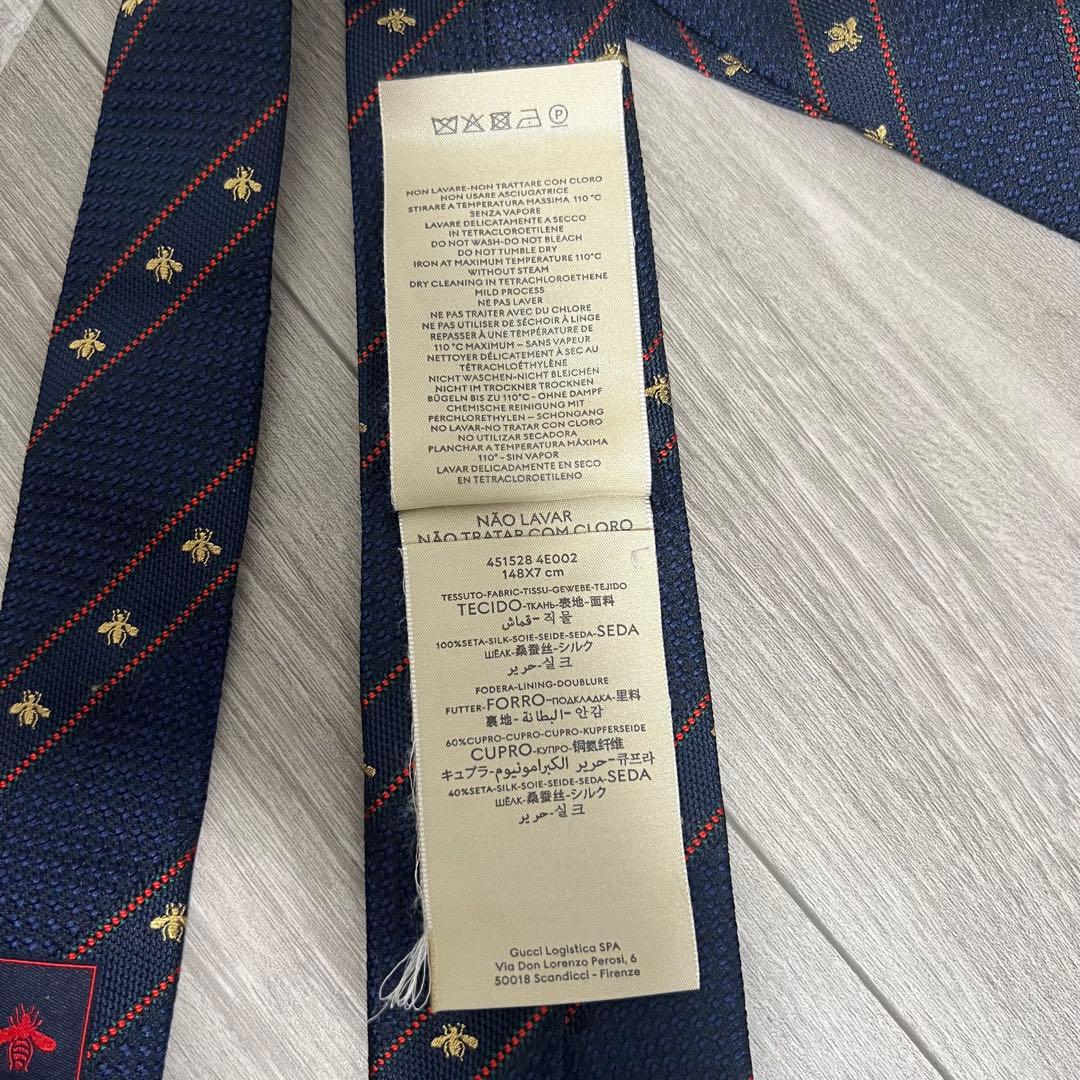 P
NON LAVARE-NON TRATTARE CON CLORO
NON USARE ASCIUGATRICE
STIRARE A TEMPERATURA MASSIMA 110 °C
SENZA VAPORE
LAVARE DELICATAMENTE A SECCO
IN TETRACLOROETILENE
DO NOT WASH-DO NOT BLEACH
DO NOT TUMBLE DRY
IRON AT MAXIMUM TEMPERATURE 110°C
WITHOUT STEAM
DRY CLEANING IN TETRACHLOROETHENE
MILD PROCESS
NE PAS LAVER
NE PAS TRAITER AVEC DU CHLORE
NE PAS UTILISER DE SÉCHOIR À LINGE
REPASSER À UNE TEMPÉRATURE DE
110 °C MAXIMUM – SANS VAPEUR
NETTOYER DÉLICATEMENT À SEC AU
TÉTRACHLOÉTHYLÈNE
NICHT WASCHEN-NICHT BLEICHEN
NICHT IM TROCKNER TROCKNEN
BÜGELN BIS ZU 110°C - OHNE DAMPF
CHEMISCHE REINIGUNG MIT
PERCHLORETHYLEN – SCHONGANG
NO LAVAR-NO TRATAR CON CLORO
NO UTILIZAR SECADORA
PLANCHAR A TEMPERATURA MÁXIMA
110° - SIN VAPOR
LAVAR DELICADAMENTE EN SECO
EN TETRACLOROETILENO
NÃO LAVAR
NÃO TRATAR COM CLORO
451528 4E002
148X7 cm
TESSUTO-FABRIC-TISSU-GEWEBE-TEJIDO
TECIDO-ТКАНЬ-表地-面料
قماش-직물
100%SETA-SILK-SOIE-SEIDE-SEDA-SEDA
ШЁЛК-桑蚕丝-シルク
حرير-실크
FODERA-LINING-DOUBLURE
FUTTER-FORRO-ПОДКЛАДКА-里料
裏地-البطانة-안감
60%CUPRO-CUPRO-CUPRO-KUPFERSEIDE
CUPRO-КУПРО-铜氨纤维
キュプラ-حرير الكبرامونيوم-큐프라
40%SETA-SILK-SOIE-SEIDE-SEDA-SEDA
ШЁЛК-桑蚕丝-シルク
حرير-실크
Gucci Logistica SPA
Via Don Lorenzo Perosi, 6
50018 Scandicci - Firenze